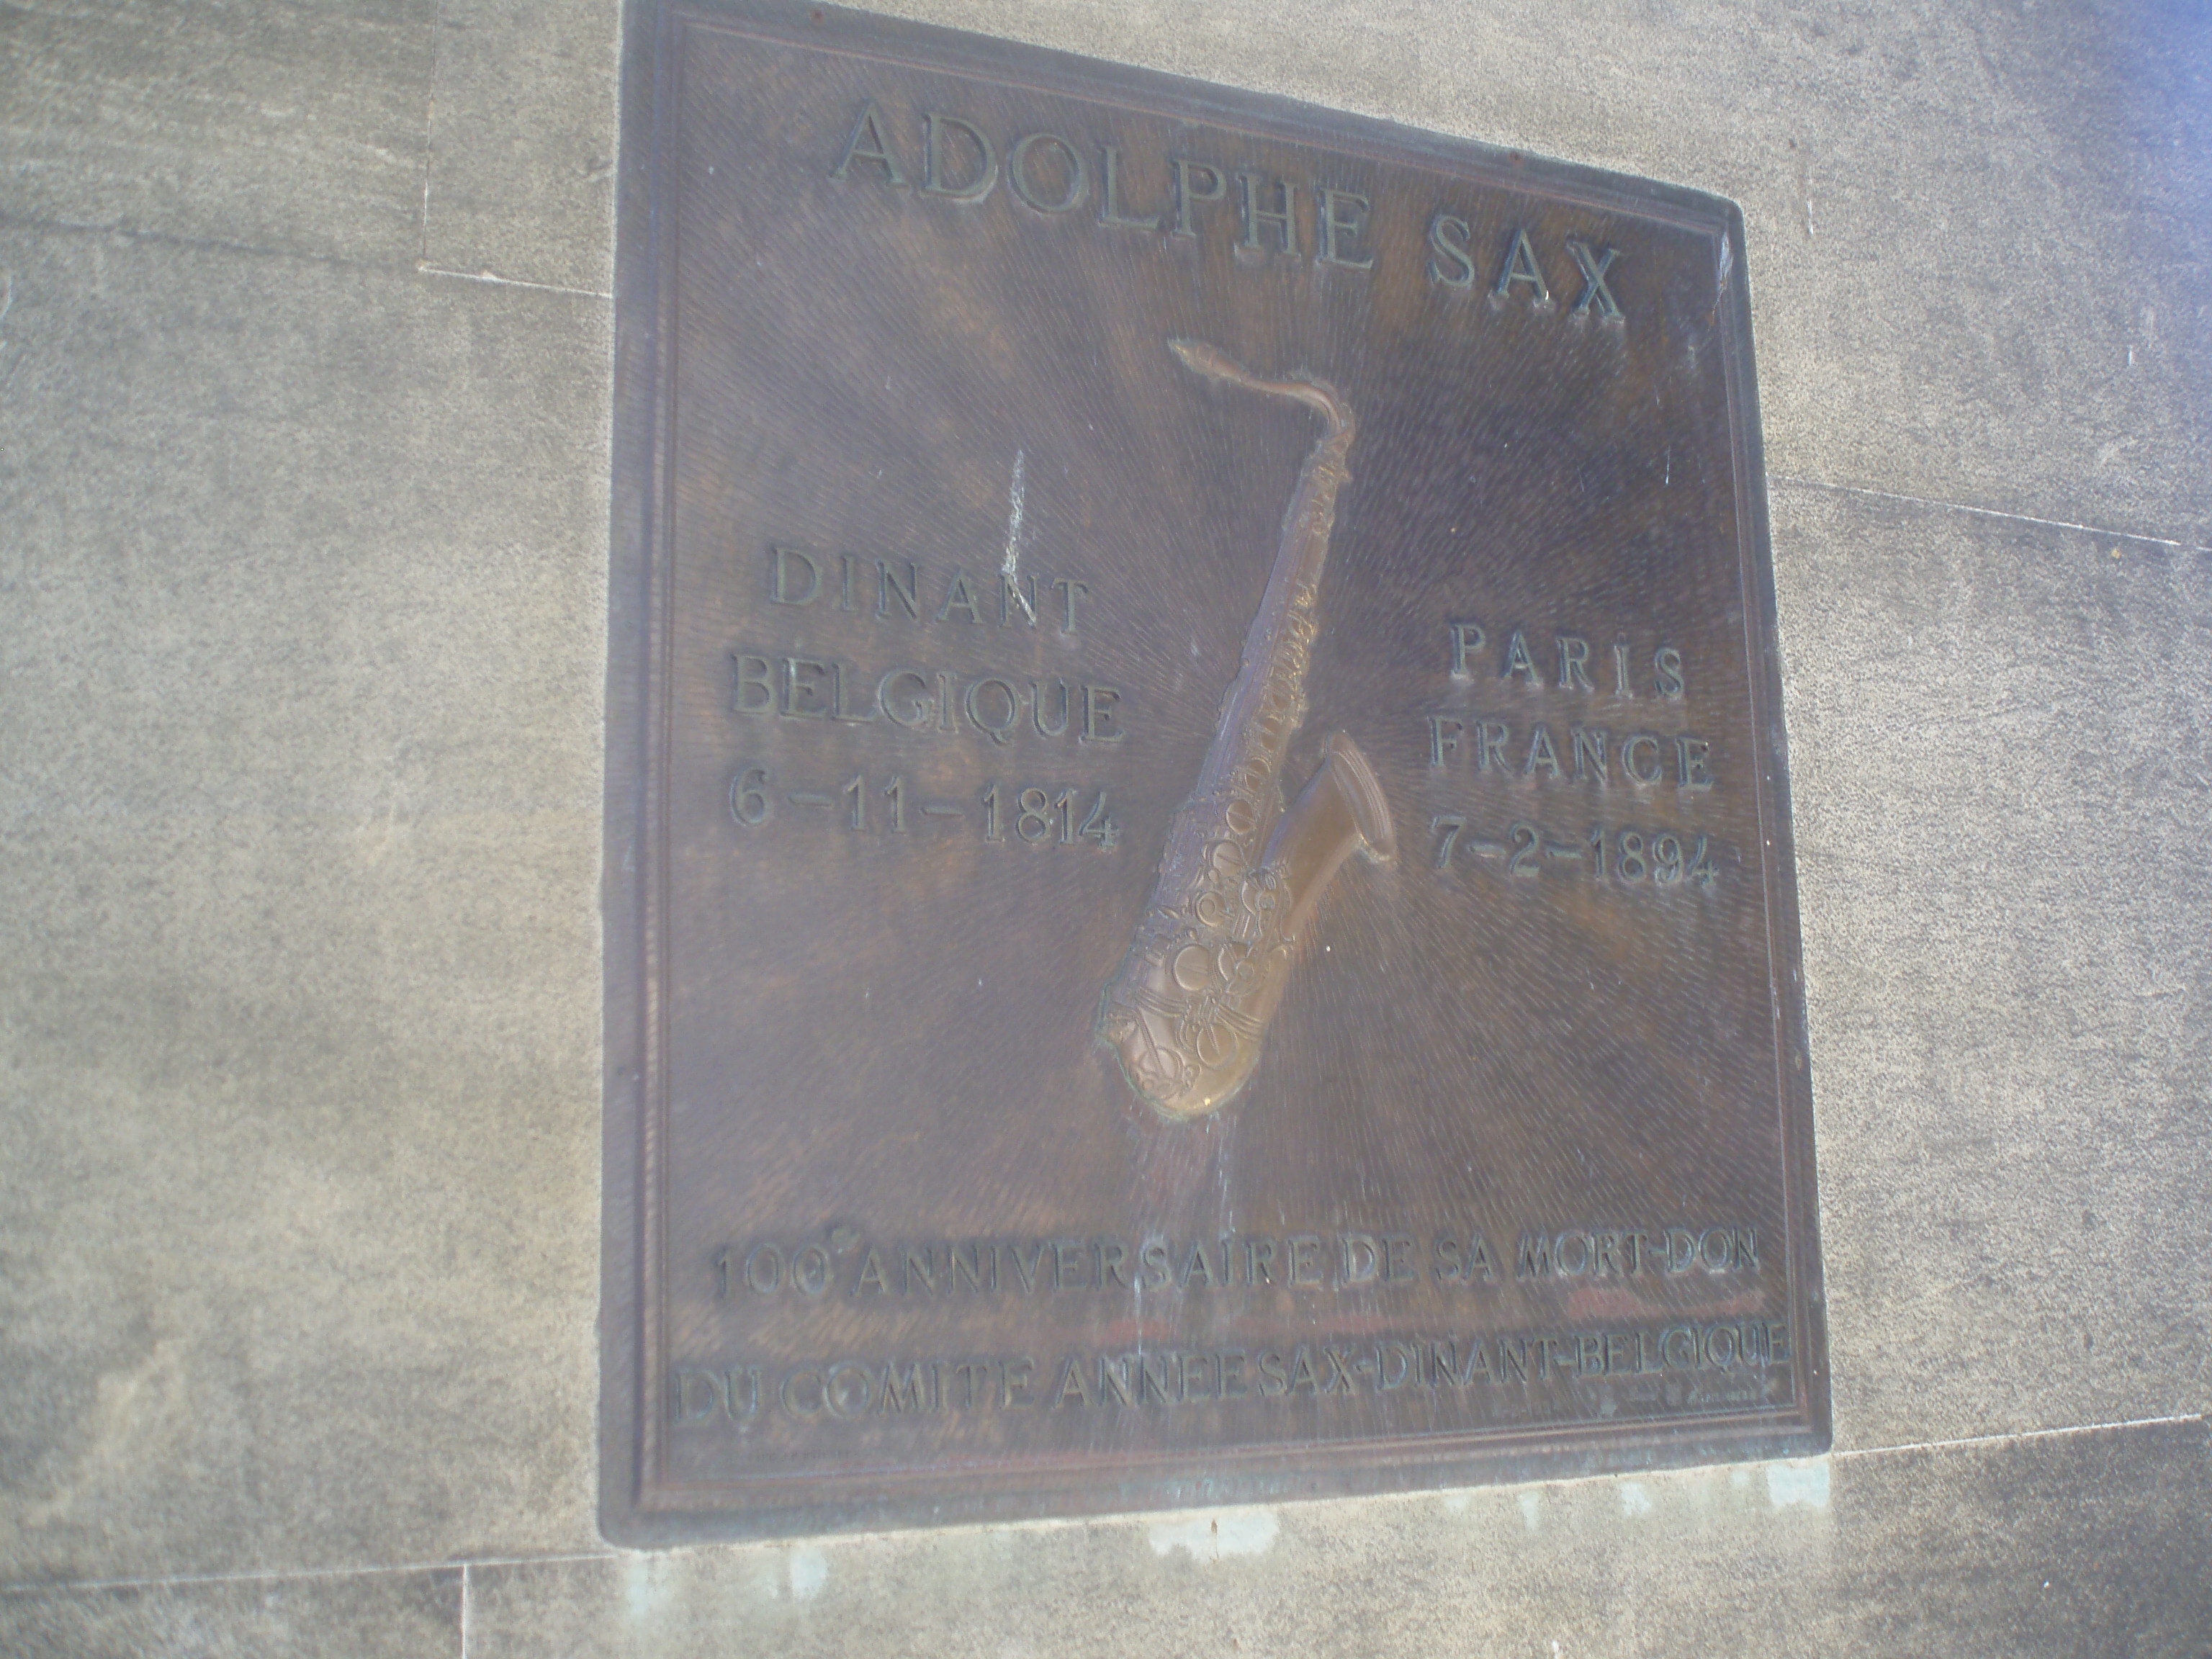 ADOLPHE SAX
DINANT
BELGIQUE
6-11-1814
PARIS
FRANCE
7-2-1894
100e ANNIVERSAIRE DE SA MORT-DON
DU COMITE ANNEE SAX-DINANT-BELGIQUE